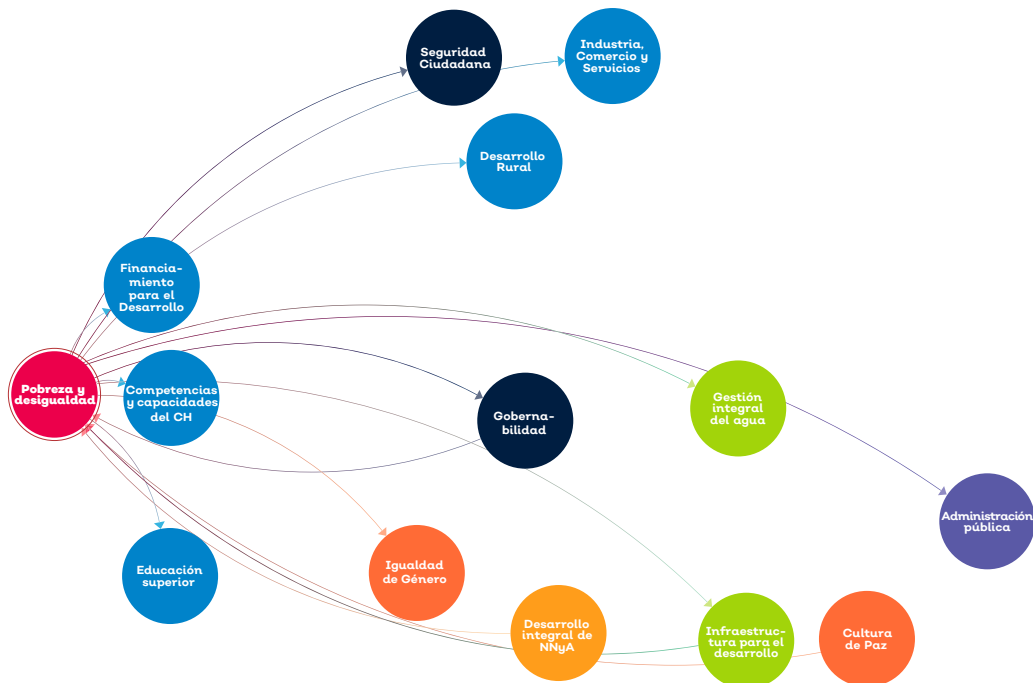 Seguridad
Ciudadana
Industria,
Comercio y
Servicios
Desarrollo
Rural
Financia-
miento
para el
Desarrollo
Pobreza y
desigualdad
Competencias
y capacidades
del CH
Goberna-
bilidad
Gestión
integral
del agua
Administración
pública
Educación
superior
Igualdad
de Género
Desarrollo
integral de
NNyA
Infraestruc-
tura para el
desarrollo
Cultura
de Paz